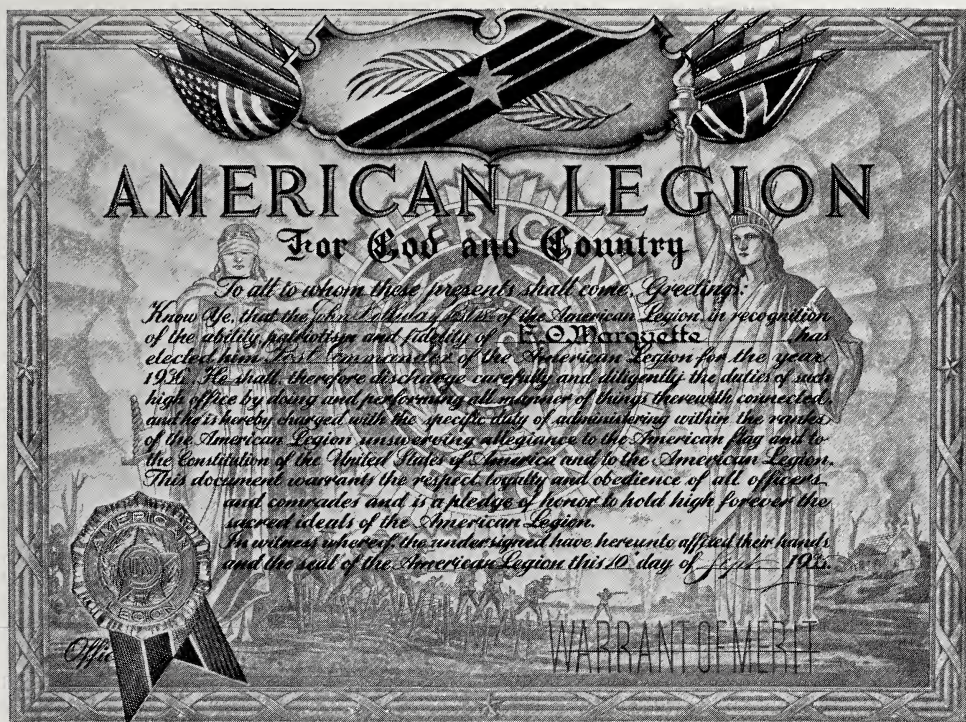 AMERICAN LEGION
For God and Country
AMERICAN
US
To all to whom these presents shall come, Greeting:
Know Ye, that the John of the American Legion, in recognition
of the ability, patriotism and fidelity of E.O. Maroqette has
elected him Post Commander of the American Legion for the year
1936. He shall, therefore discharge carefully and diligently the duties of such
high office by doing and performing all manner of things therewith connected,
and he is hereby charged with the specific duty of administering within the ranks
of the American Legion unswerving allegiance to the American flag and to
the Constitution of the United States of America and to the American Legion.
This document warrants the respect, loyalty and obedience of all officers
and comrades and is a pledge of honor to hold high forever the
sacred ideals of the American Legion.
In witness whereof, the undersigned have hereunto affixed their hands
and the seal of the American Legion this 10 day of Sept
AMERICAN
US
LEGION
WARRANT OF MERIT